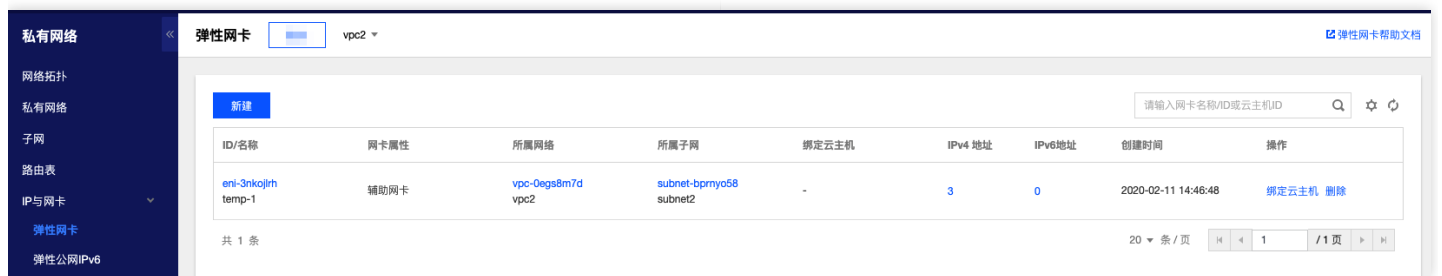 私有网络 弹性网卡 vpc2 弹性网卡帮助文档
网络拓扑
私有网络
子网
路由表
IP与网卡
弹性网卡
弹性公网IPv6
新建 请输入网卡名称/ID或云主机ID
ID/名称 网卡属性 所属网络 所属子网 绑定云主机 IPv4 地址 IPv6地址 创建时间 操作
eni-3nkojlrh 辅助网卡 vpc-0egs8m7d subnet-bprnyo58 - 3 0 2020-02-11 14:46:48 绑定云主机 删除
temp-1 vpc2 subnet2
共 1 条 20 条 / 页 1 / 1 页